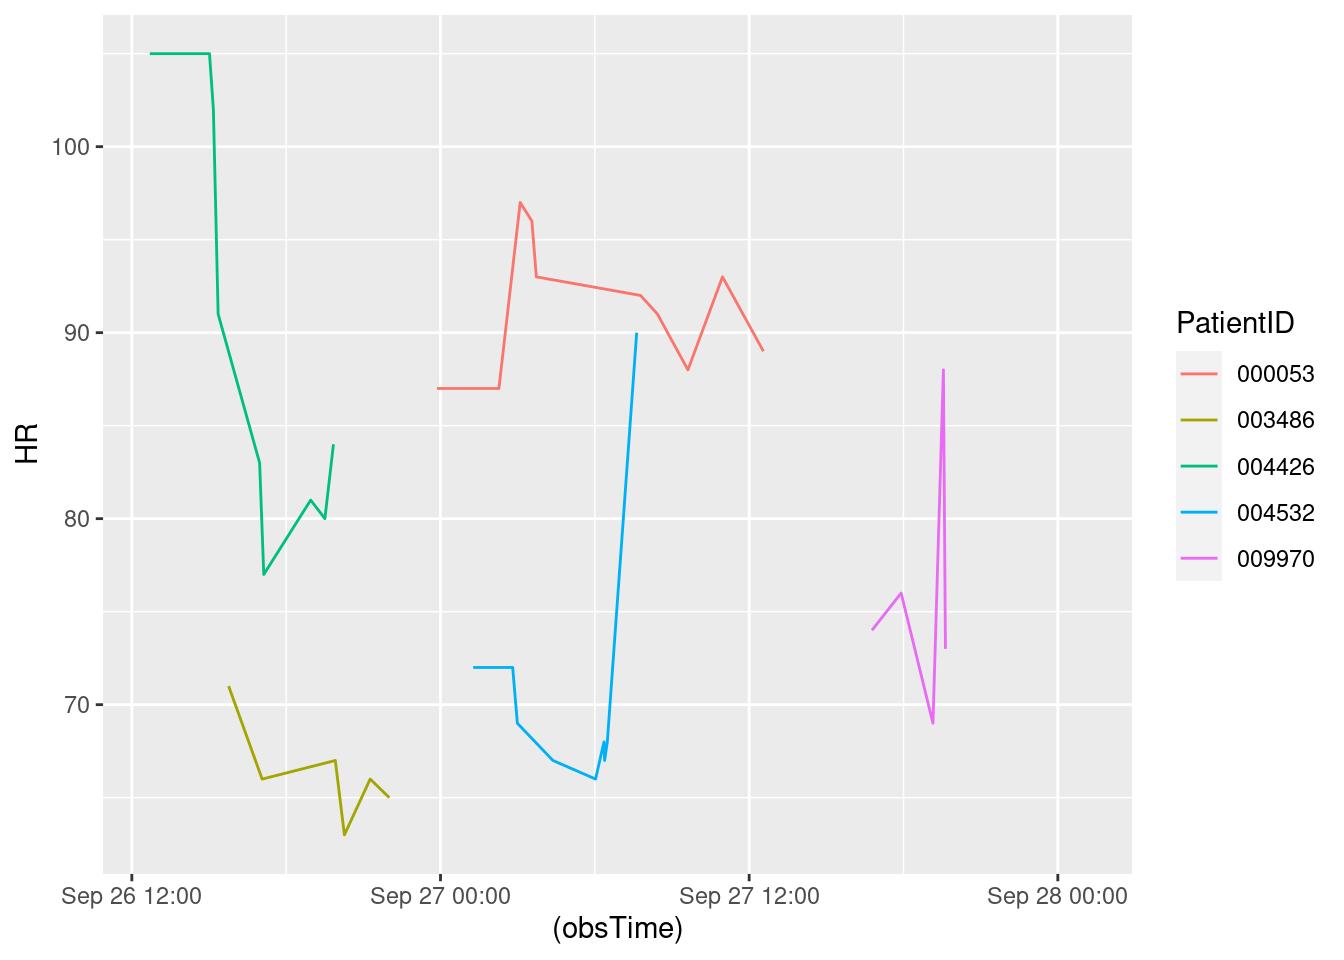 HR
100
90
80
70
Sep 26 12:00
Sep 27 00:00
Sep 27 12:00
Sep 28 00:00
(obsTime)
PatientID
000053
003486
004426
004532
009970